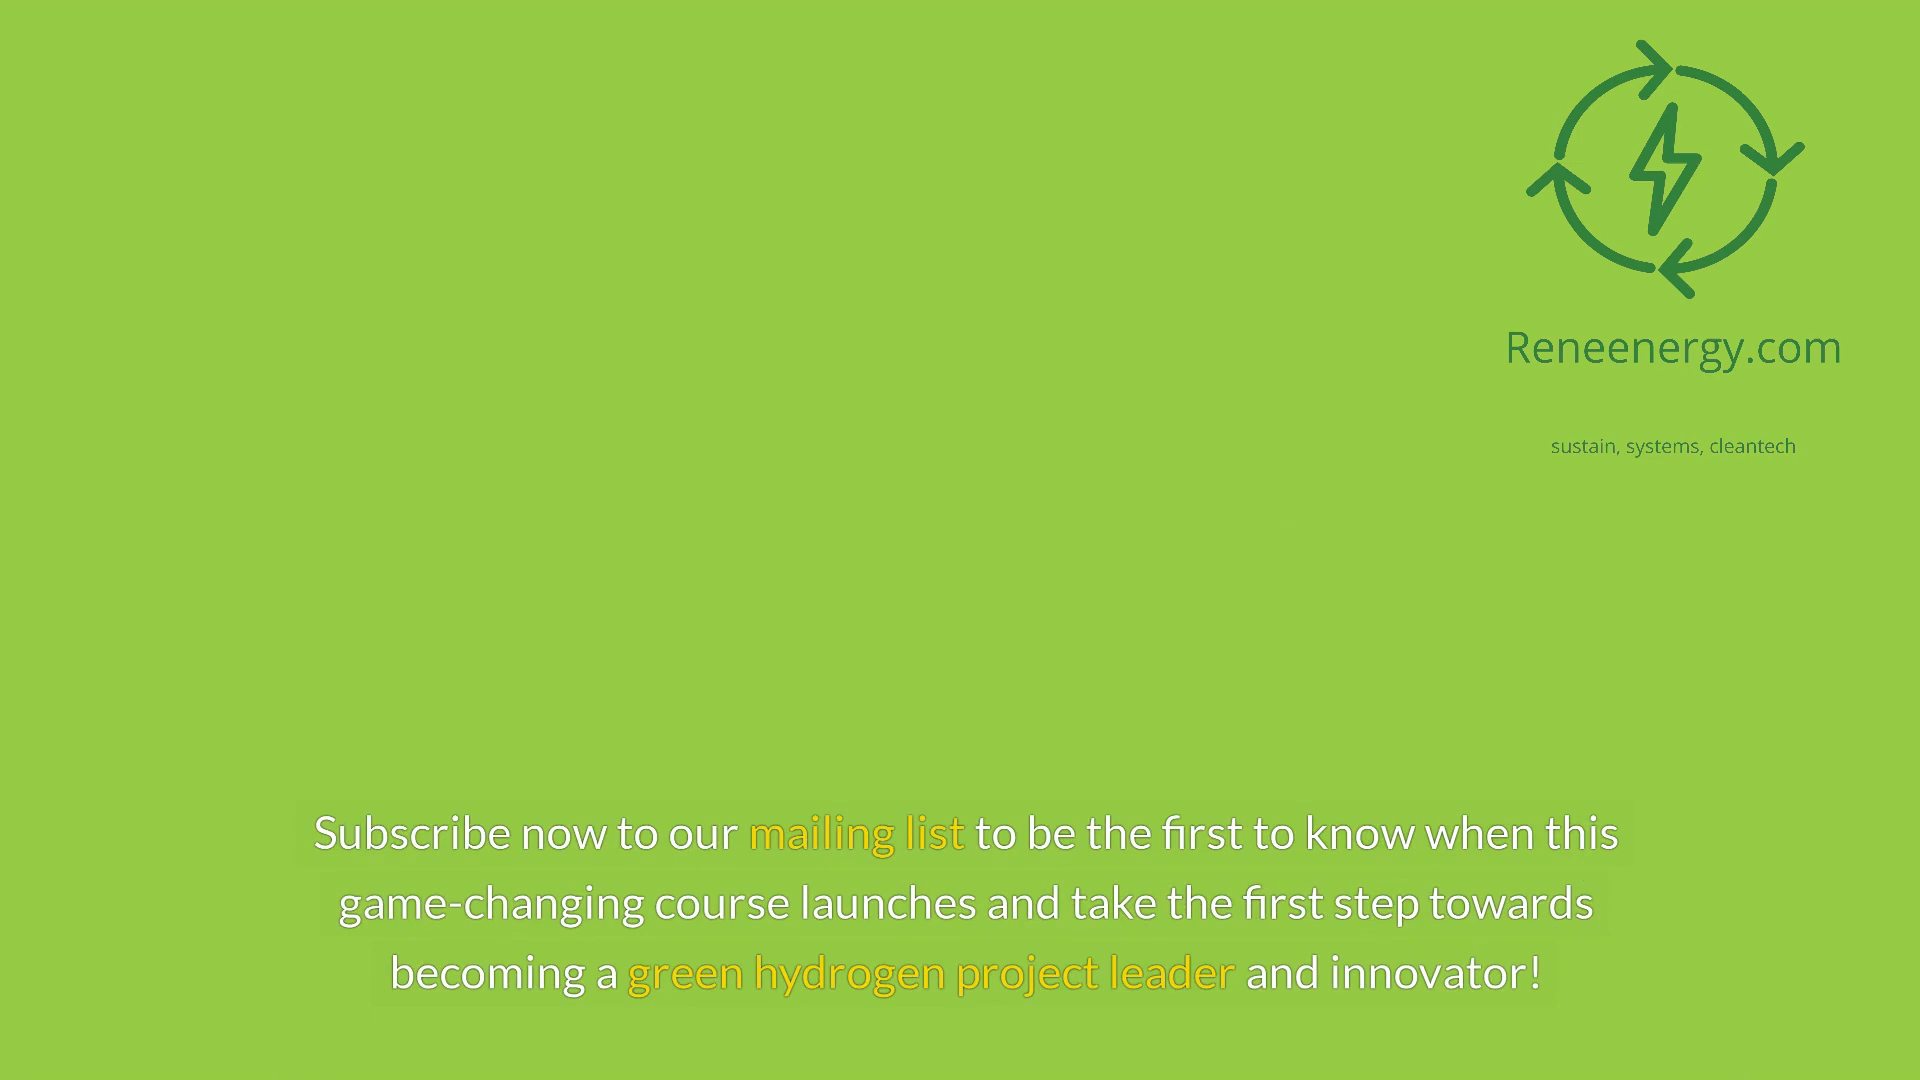 Reneenergy.com
sustain, systems, cleantech
Subscribe now to our mailing list to be the first to know when this
game-changing course launches and take the first step towards
becoming a green hydrogen project leader and innovator!